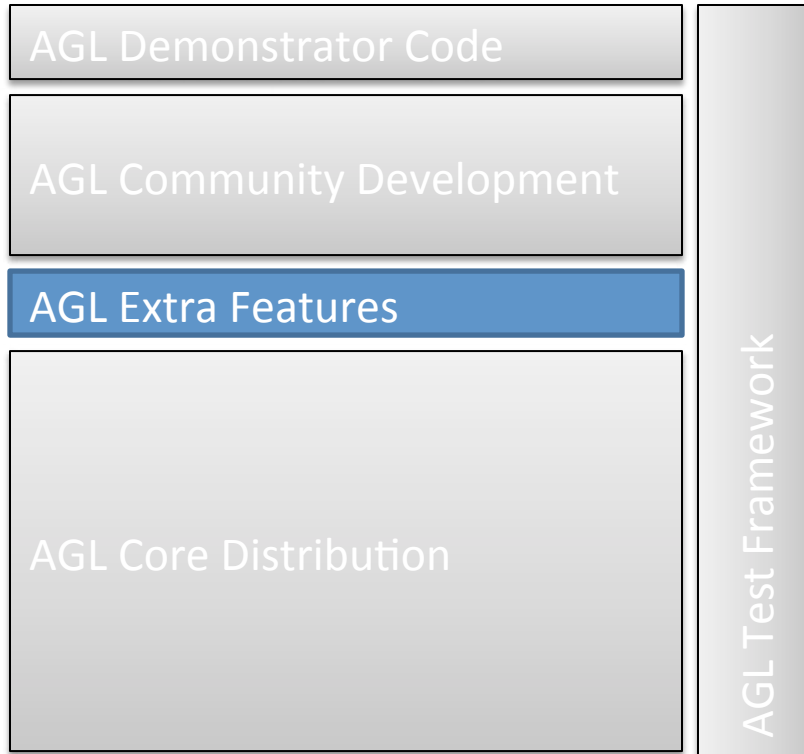 AGL Demonstrator Code
AGL Community Development
AGL Extra Features
AGL Core Distribution
AGL Test Framework